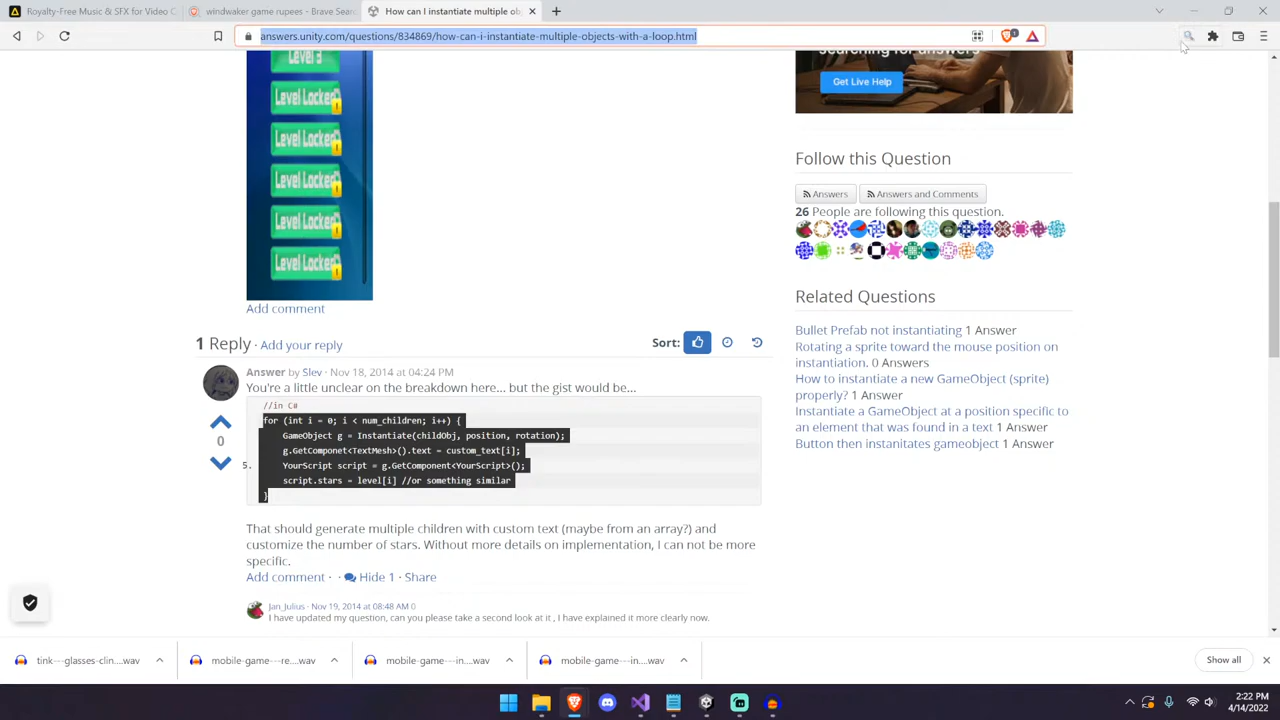 Royalty-Free Music & SFX for Video C
windwaker game rupees - Brave Searc
How can I instantiate multiple obj
answers.unity.com/questions/834869/how-can-i-instantiate-multiple-objects-with-a-loop.html
Level 5
Level Locked
Level Locked
Level Locked
Level Locked
Level Locked
Add comment
1 Reply · Add your reply
Sort:
Answer by Slev · Nov 18, 2014 at 04:24 PM
You're a little unclear on the breakdown here... but the gist would be...
//in C#
for (int i = 0; i < num_children; i++) {
GameObject g = Instantiate(childObj, position, rotation);
g.GetComponet<TextMesh>().text = custom_text[i];
5. YourScript script = g.GetComponent<YourScript>();
script.stars = level[i] //or something similar
}
That should generate multiple children with custom text (maybe from an array?) and
customize the number of stars. Without more details on implementation, I can not be more
specific.
Add comment · · Hide 1 · Share
0
Jan_Julius · Nov 19, 2014 at 08:48 AM 0
I have updated my question, can you please take a second look at it , I have explained it more clearly now.
Get Live Help
Follow this Question
Answers
Answers and Comments
26 People are following this question.
Related Questions
Bullet Prefab not instantiating 1 Answer
Rotating a sprite toward the mouse position on
instantiation. 0 Answers
How to instantiate a new GameObject (sprite)
properly? 1 Answer
Instantiate a GameObject at a position specific to
an element that was found in a text 1 Answer
Button then instanitates gameobject 1 Answer
tink---glasses-clin....wav
mobile-game---re....wav
mobile-game---in....wav
mobile-game---in....wav
Show all
2:22 PM
4/14/2022